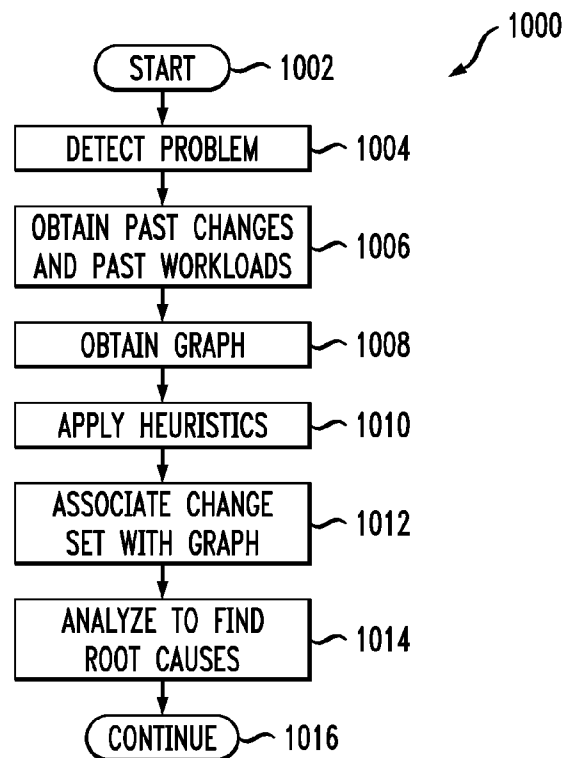 1000
START 1002
DETECT PROBLEM 1004
OBTAIN PAST CHANGES
AND PAST WORKLOADS 1006
OBTAIN GRAPH 1008
APPLY HEURISTICS 1010
ASSOCIATE CHANGE
SET WITH GRAPH 1012
ANALYZE TO FIND
ROOT CAUSES 1014
CONTINUE 1016